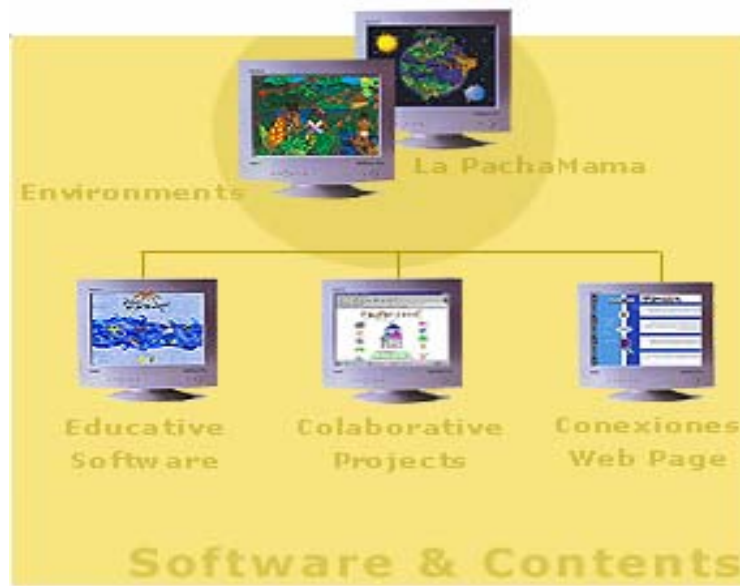 La PachaMama
Environments
Educative
Software
Colaborative
Projects
Conexiones
Web Page
Software & Contents